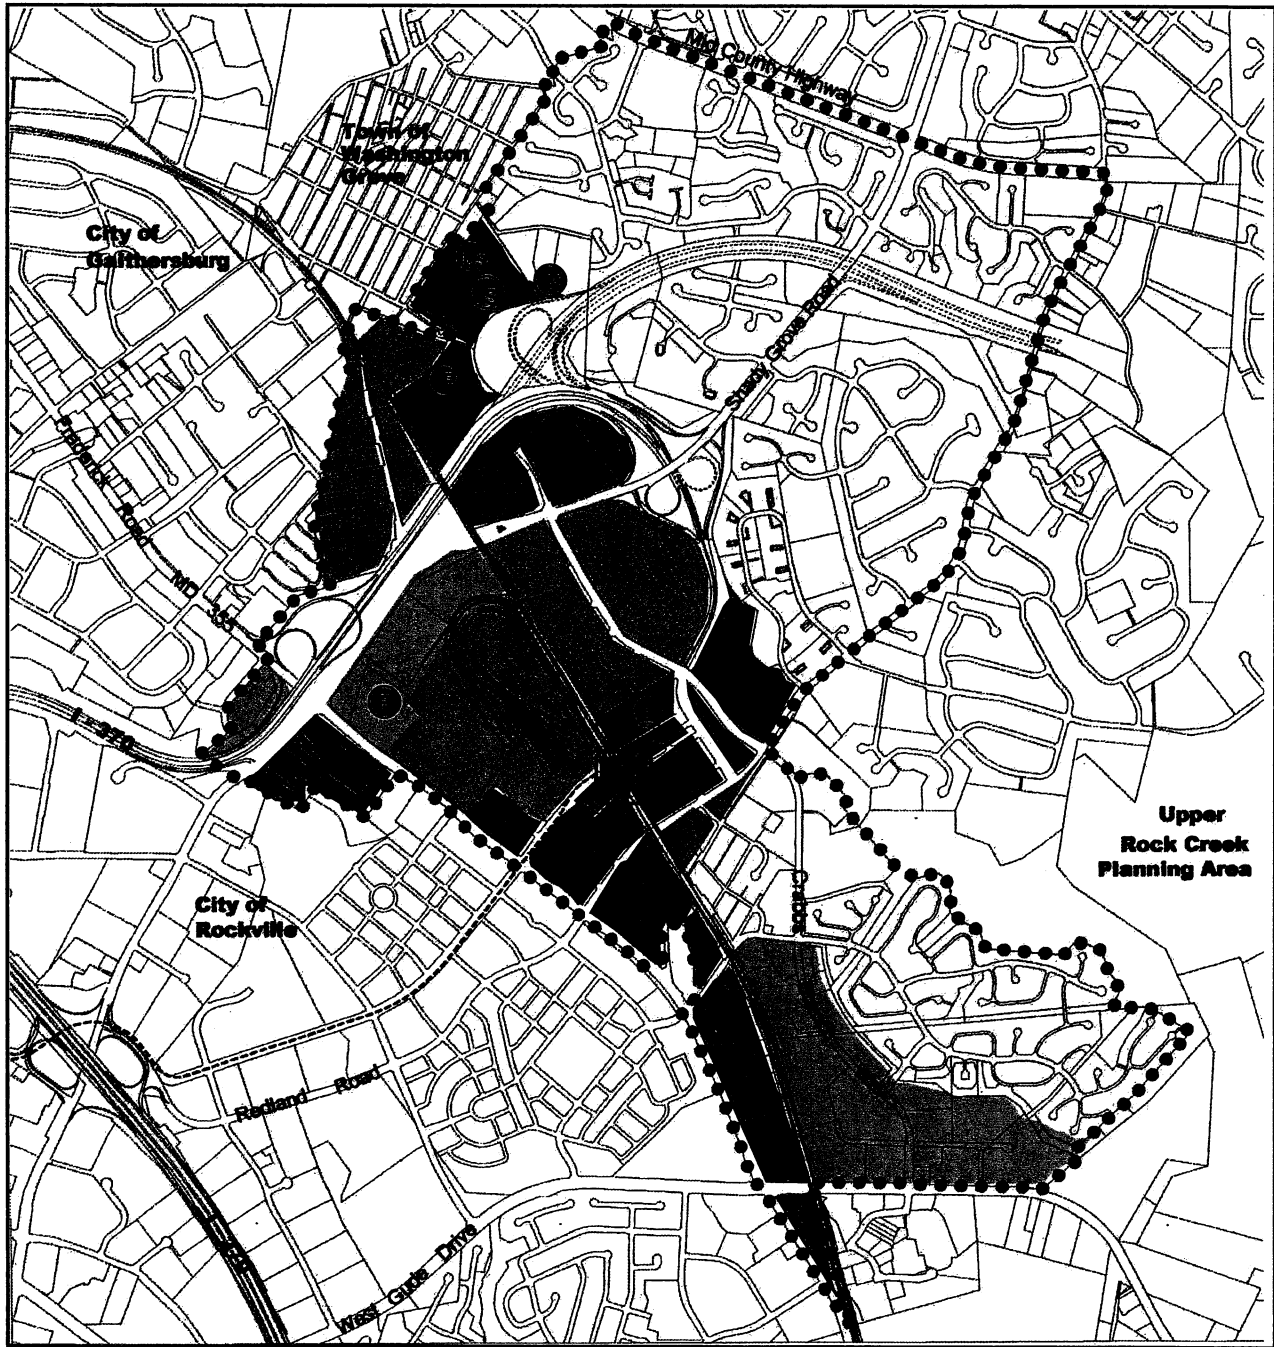 Mid County Highway
Town of
Washington
Grove
City of
Gaithersburg
Shady Grove Road
Frederick Road
MD 355
I - 370
Upper
Rock Creek
Planning Area
Crabbs
City of
Rockville
Redland Road
West Gude Drive